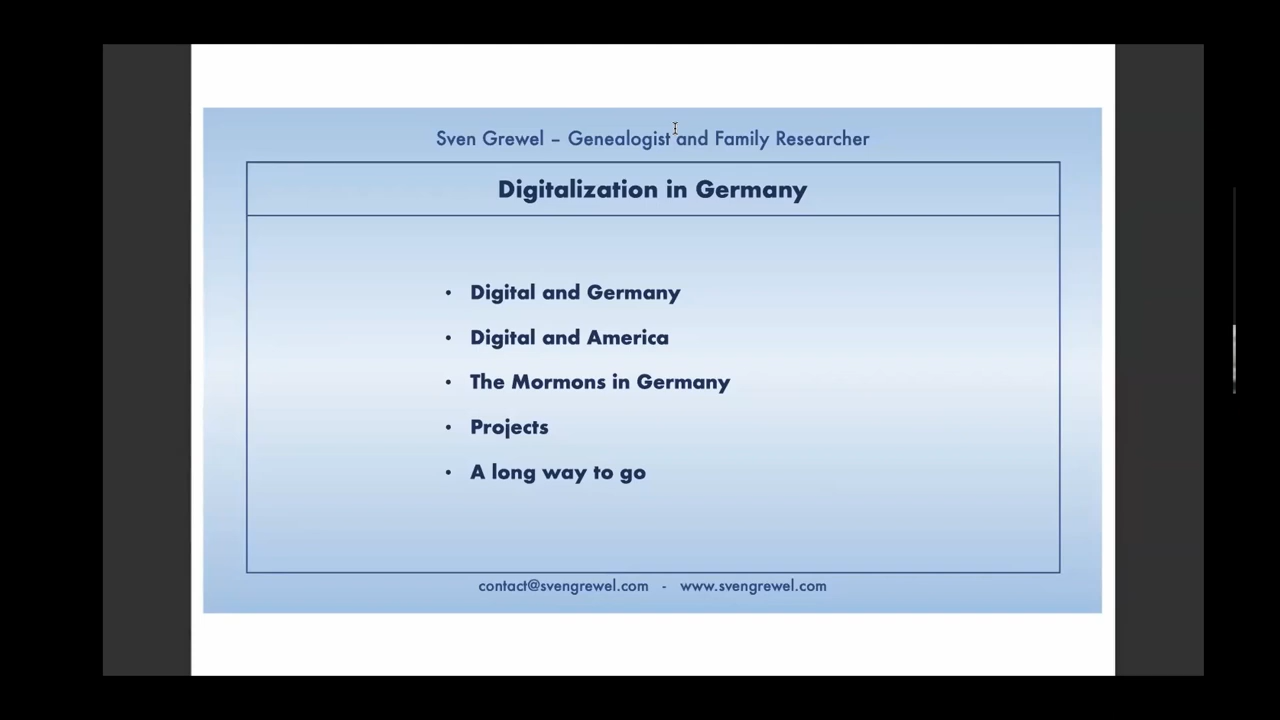 Sven Grewel – Genealogist and Family Researcher
Digitalization in Germany
• Digital and Germany
• Digital and America
• The Mormons in Germany
• Projects
• A long way to go
contact@svengrewel.com - www.svengrewel.com